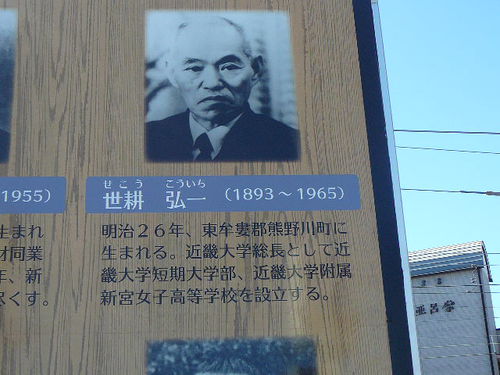 1955)
生まれ
材同業
年、新
尽くす。
せこう こういち
世耕 弘一 (1893～1965)
明治26年、東牟婁郡熊野川町に
生まれる。近畿大学総長として近
畿大学短期大学部、近畿大学附属
新宮女子高等学校を設立する。